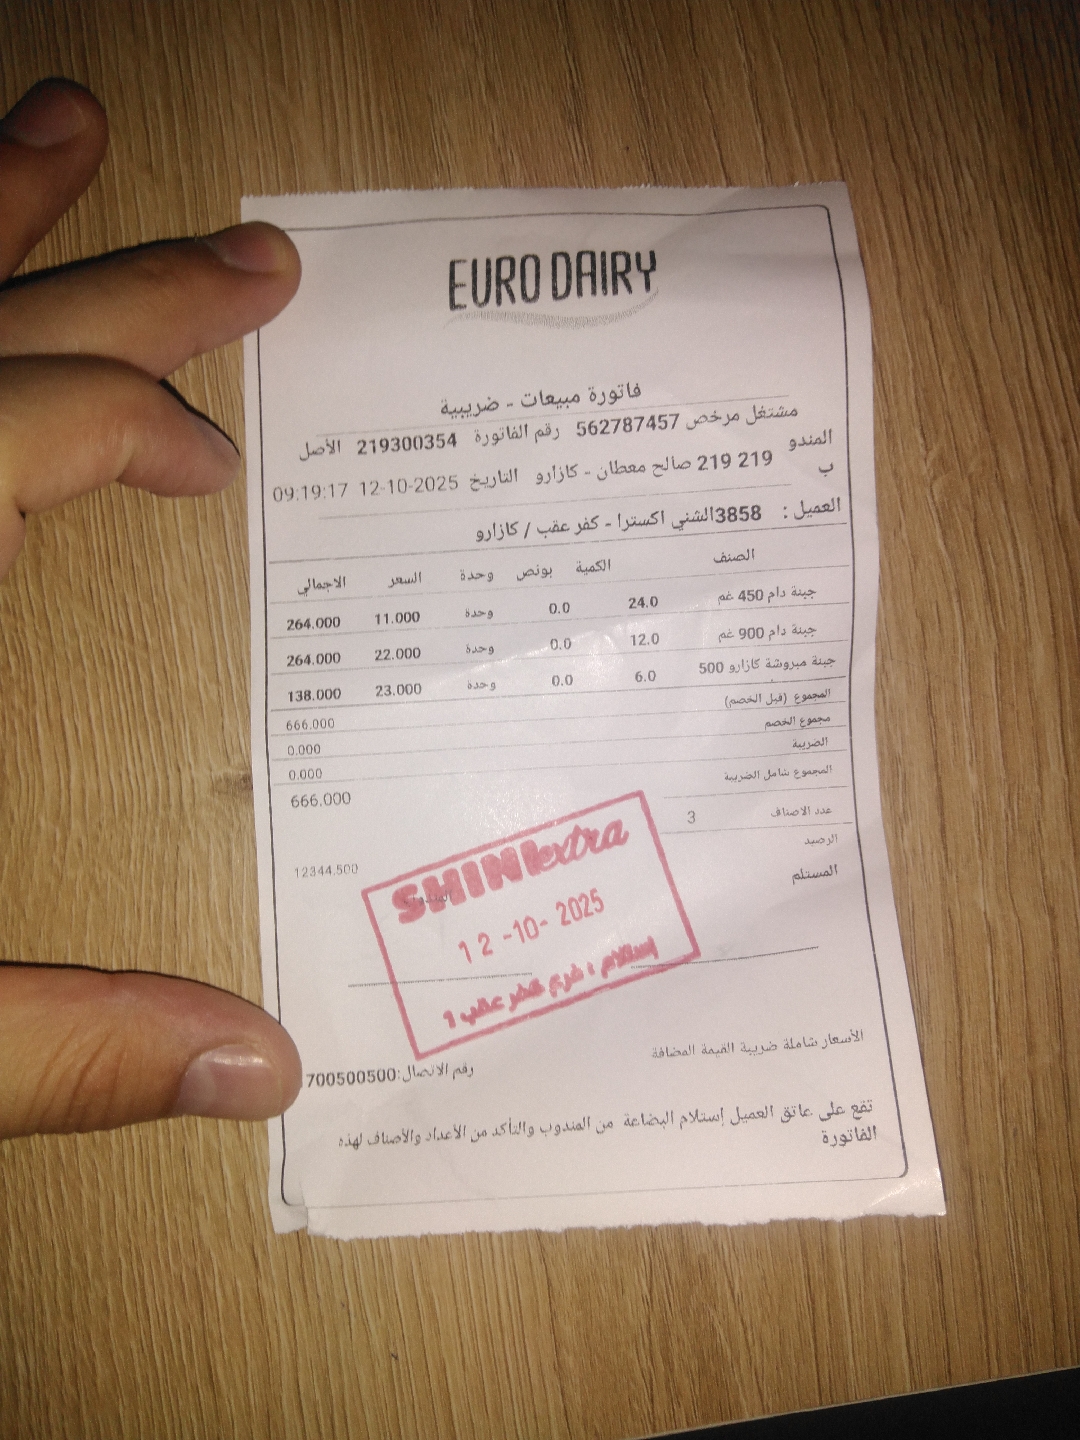 EURO DAIRY
فاتورة مبيعات - ضريبية
مشتغل مرخص 562787457 رقم الفاتورة 219300354 الأصل
المندوب 219 219 صالح معطان - كازارو التاريخ 12-10-2025 09:19:17
العميل : 3858الشني اكسترا - كفر عقب / كازارو
الصنف الكمية بونص وحدة السعر الاجمالي
جبنة دام 450 غم 24.0 0.0 وحدة 11.000 264.000
جبنة دام 900 غم 12.0 0.0 وحدة 22.000 264.000
جبنة مبروشة كازارو 500 6.0 0.0 وحدة 23.000 138.000
المجموع (قبل الخصم) 666.000
مجموع الخصم 0.000
الضريبة 0.000
المجموع شامل الضريبة 666.000
عدد الاصناف 3
الرصيد 12344.500
المستلم المندوب
SHINI extra
12 -10- 2025
إستلام : فرع كفر عقب 1
الأسعار شاملة ضريبة القيمة المضافة
رقم الاتصال:700500500
تقع على عاتق العميل إستلام البضاعة من المندوب والتأكد من الأعداد والأصناف لهذه
الفاتورة